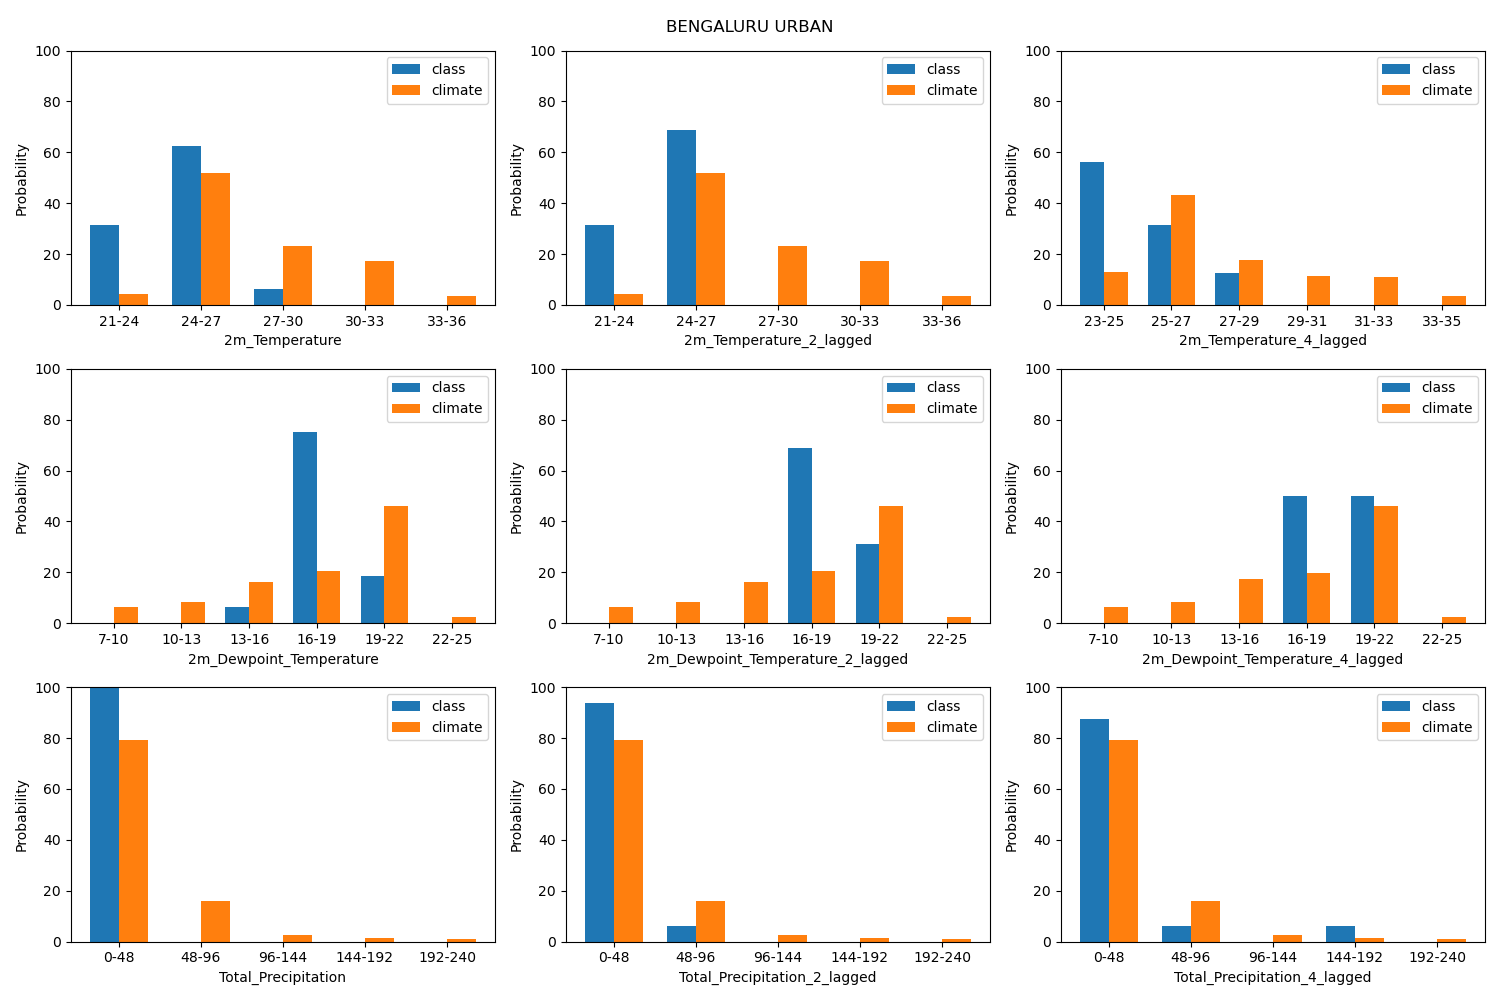 BENGALURU URBAN
100
80
60
40
20
0
Probability
class
climate
21-24 24-27 27-30 30-33 33-36
2m_Temperature
100
80
60
40
20
0
Probability
class
climate
21-24 24-27 27-30 30-33 33-36
2m_Temperature_2_lagged
100
80
60
40
20
0
Probability
class
climate
23-25 25-27 27-29 29-31 31-33 33-35
2m_Temperature_4_lagged
100
80
60
40
20
0
Probability
class
climate
7-10 10-13 13-16 16-19 19-22 22-25
2m_Dewpoint_Temperature
100
80
60
40
20
0
Probability
class
climate
7-10 10-13 13-16 16-19 19-22 22-25
2m_Dewpoint_Temperature_2_lagged
100
80
60
40
20
0
Probability
class
climate
7-10 10-13 13-16 16-19 19-22 22-25
2m_Dewpoint_Temperature_4_lagged
100
80
60
40
20
0
Probability
class
climate
0-48 48-96 96-144 144-192 192-240
Total_Precipitation
100
80
60
40
20
0
Probability
class
climate
0-48 48-96 96-144 144-192 192-240
Total_Precipitation_2_lagged
100
80
60
40
20
0
Probability
class
climate
0-48 48-96 96-144 144-192 192-240
Total_Precipitation_4_lagged